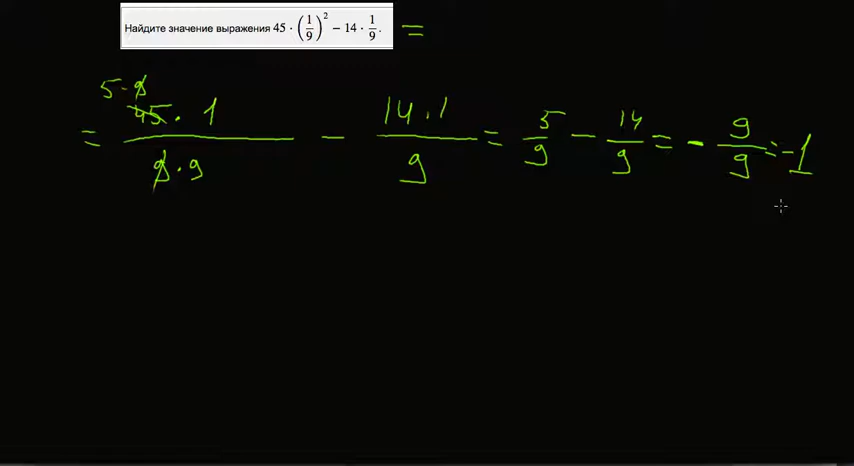 Найдите значение выражения 45 · (1/9)² − 14 · 1/9. =
5 · 9
= 45 · 1 / 9 · 9 − 14 · 1 / 9 = 5/9 − 14/9 = - 9/9 = -1